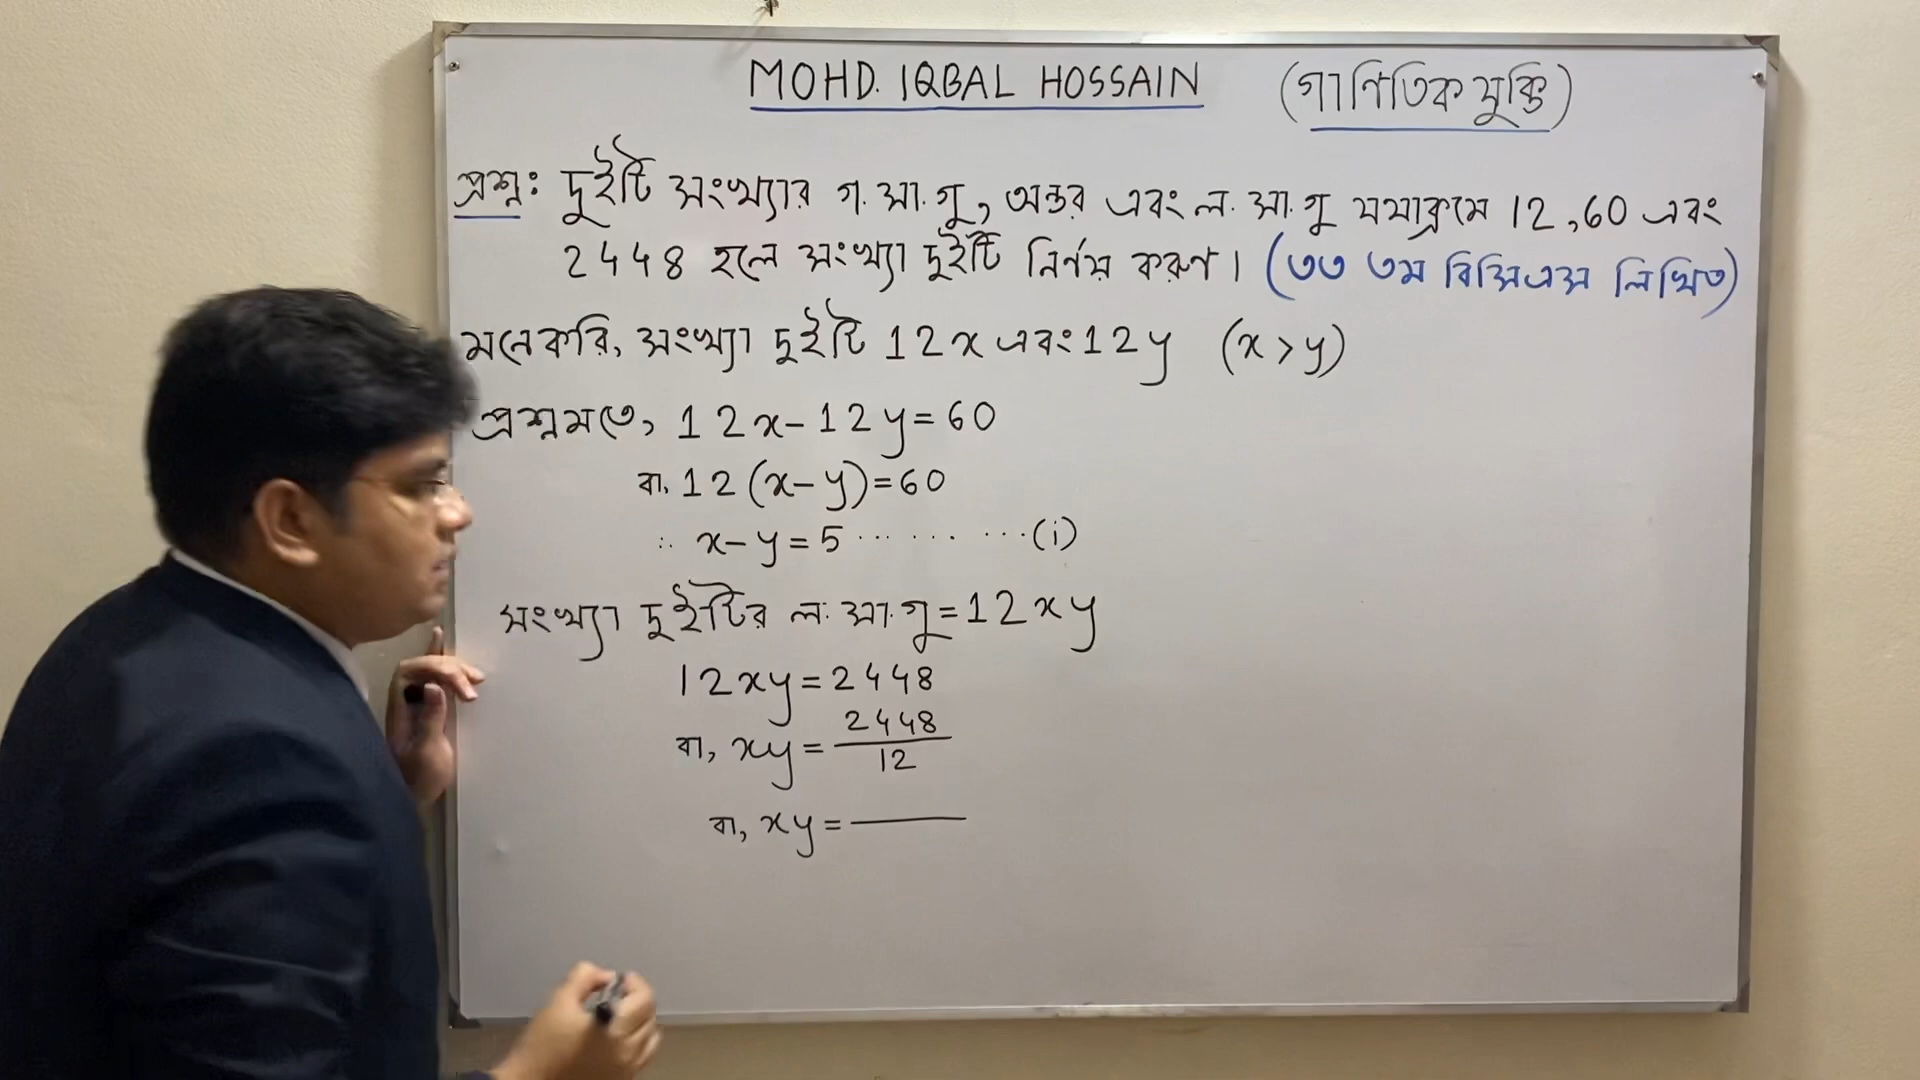 MOHD. IQBAL HOSSAIN (গাণিতিক যুক্তি)
প্রশ্ন: দুইটি সংখ্যার গ. সা. গু, অন্তর এবং ল. সা. গু যথাক্রমে 12, 60 এবং
2448 হলে সংখ্যা দুইটি নির্ণয় করুণ। (৩৩ তম বিসিএস লিখিত)
মনেকরি, সংখ্যা দুইটি 12x এবং 12y (x > y)
প্রশ্নমতে, 12x - 12y = 60
বা, 12(x - y) = 60
∴ x - y = 5 ......... (i)
সংখ্যা দুইটির ল. সা. গু = 12xy
12xy = 2448
বা, xy = 2448/12
বা, xy =